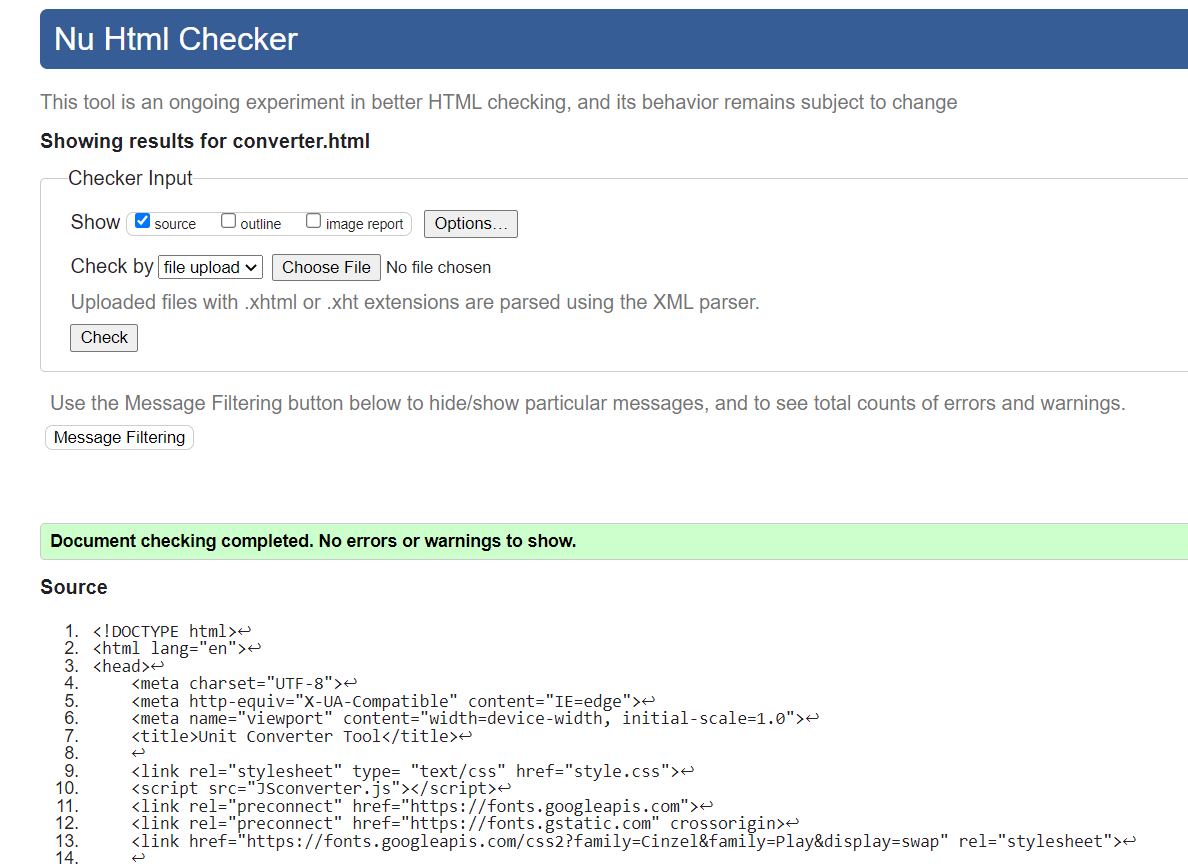 Nu Html Checker
This tool is an ongoing experiment in better HTML checking, and its behavior remains subject to change
Showing results for converter.html
Checker Input
Show source outline image report Options…
Check by file upload Choose File No file chosen
Uploaded files with .xhtml or .xht extensions are parsed using the XML parser.
Check
Use the Message Filtering button below to hide/show particular messages, and to see total counts of errors and warnings.
Message Filtering
Document checking completed. No errors or warnings to show.
Source
1. <!DOCTYPE html>↩
2. <html lang="en">↩
3. <head>↩
4.     <meta charset="UTF-8">↩
5.     <meta http-equiv="X-UA-Compatible" content="IE=edge">↩
6.     <meta name="viewport" content="width=device-width, initial-scale=1.0">↩
7.     <title>Unit Converter Tool</title>↩
8.     ↩
9.     <link rel="stylesheet" type= "text/css" href="style.css">↩
10.     <script src="JSconverter.js"></script>↩
11.     <link rel="preconnect" href="https://fonts.googleapis.com">↩
12.     <link rel="preconnect" href="https://fonts.gstatic.com" crossorigin>↩
13.     <link href="https://fonts.googleapis.com/css2?family=Cinzel&family=Play&display=swap" rel="stylesheet">↩
14.     ↩